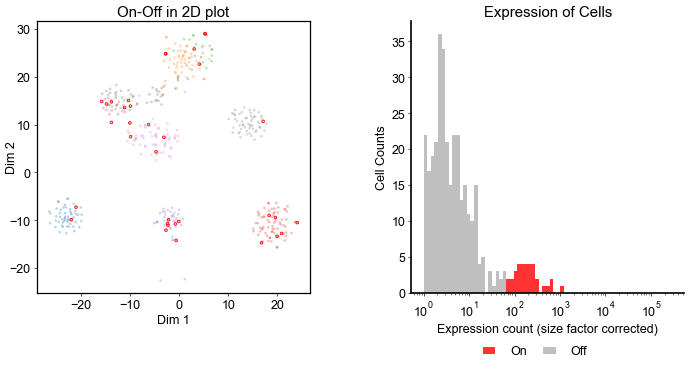 On-Off in 2D plot
Dim 2
30
20
10
0
−10
−20
−20 −10 0 10 20
Dim 1
Expression of Cells
Cell Counts
35
30
25
20
15
10
5
0
10^0 10^1 10^2 10^3 10^4 10^5
Expression count (size factor corrected)
On Off